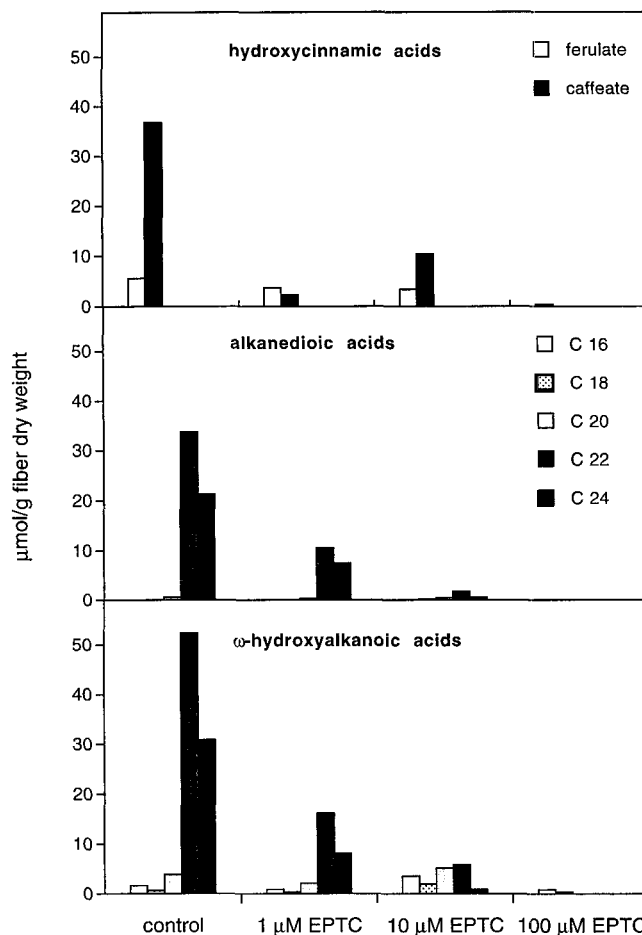 μmol/g fiber dry weight
hydroxycinnamic acids
ferulate
caffeate
50
40
30
20
10
0
alkanedioic acids
C 16
C 18
C 20
C 22
C 24
50
40
30
20
10
0
ω-hydroxyalkanoic acids
50
40
30
20
10
0
control 1 μM EPTC 10 μM EPTC 100 μM EPTC